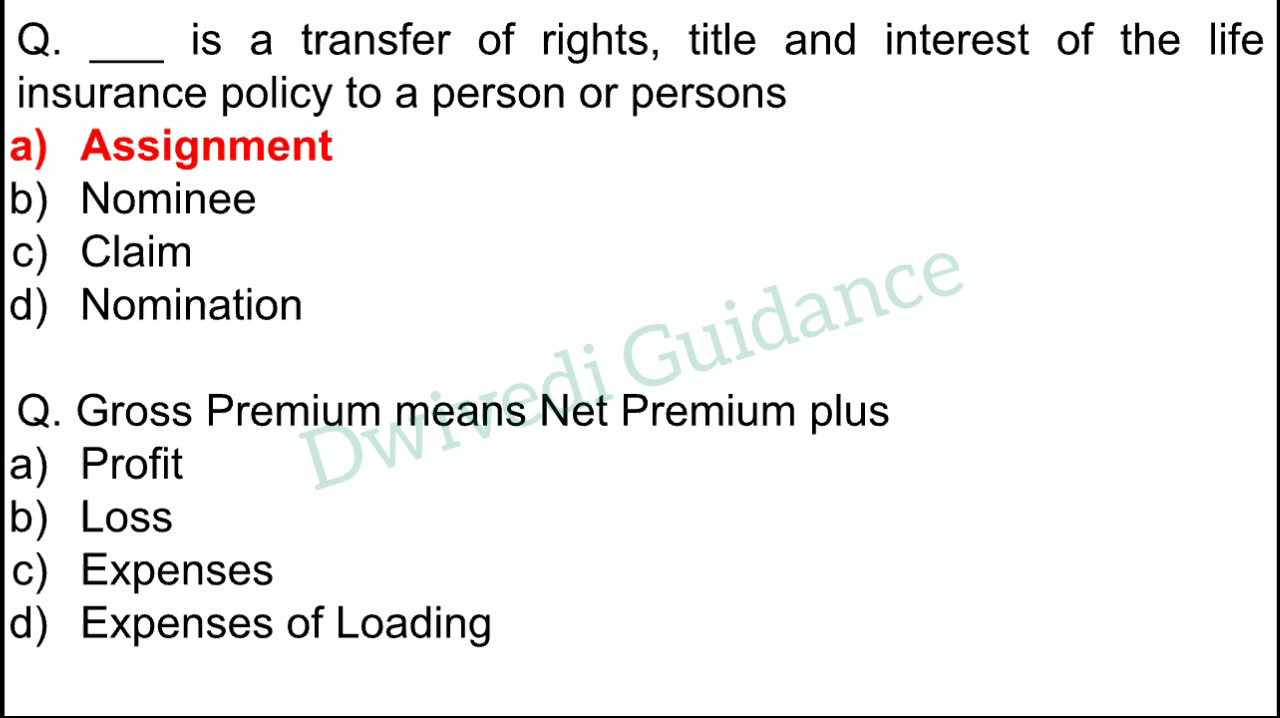 Q. ___ is a transfer of rights, title and interest of the life
insurance policy to a person or persons
a) Assignment
b) Nominee
c) Claim
d) Nomination
Dwivedi Guidance
Q. Gross Premium means Net Premium plus
a) Profit
b) Loss
c) Expenses
d) Expenses of Loading